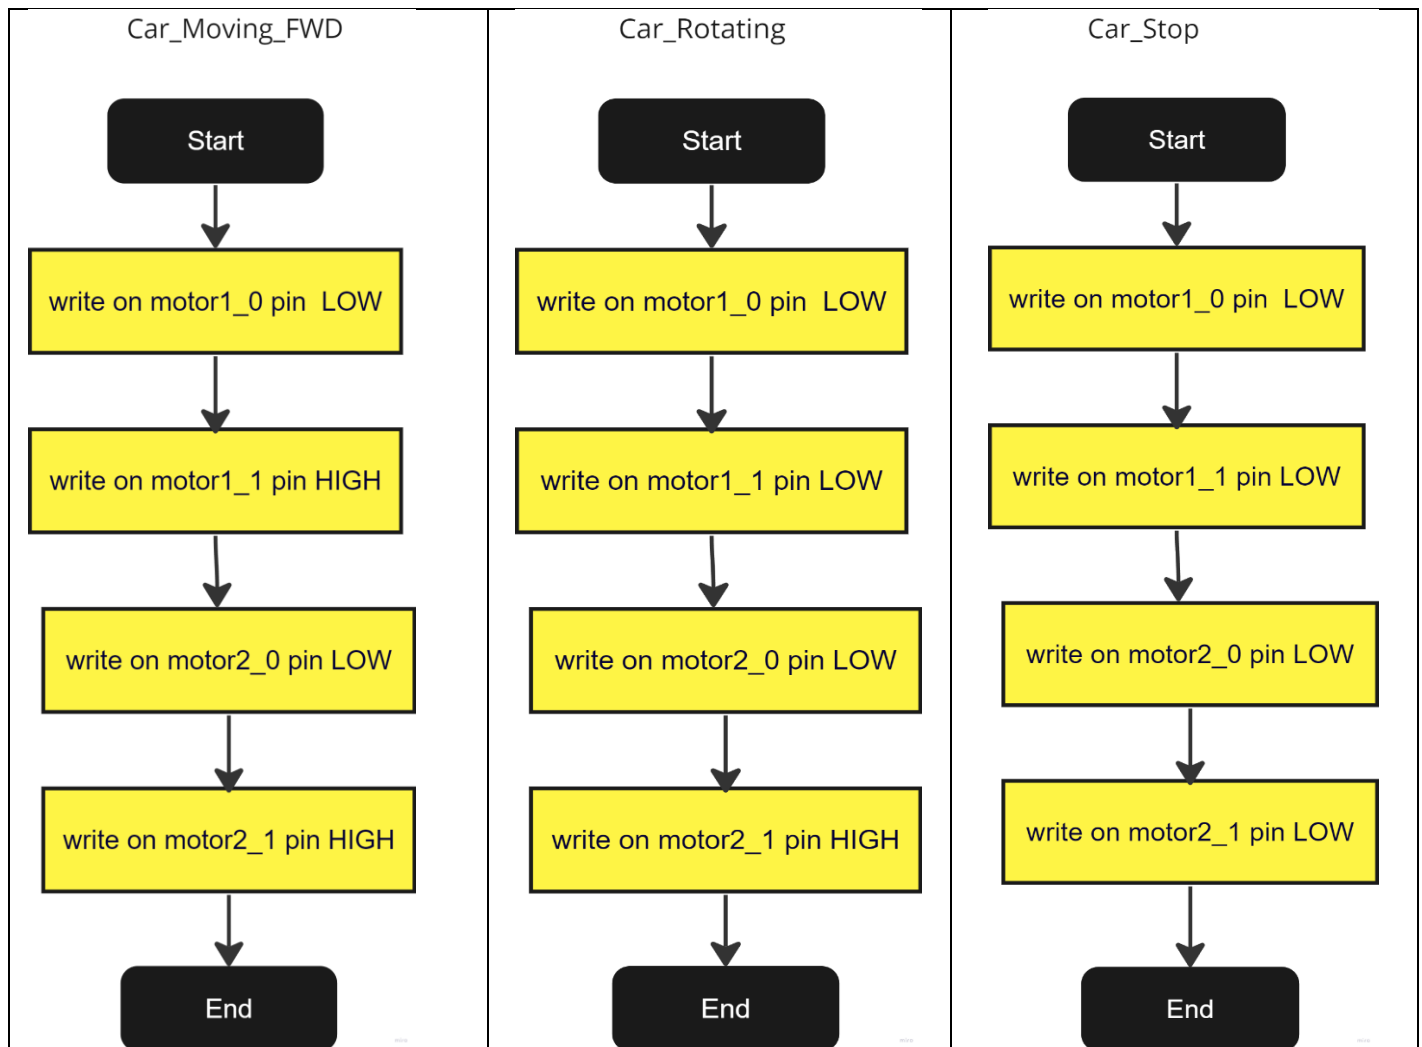 Car_Moving_FWD
Start
write on motor1_0 pin  LOW
write on motor1_1 pin HIGH
write on motor2_0 pin LOW
write on motor2_1 pin HIGH
End
miro
Car_Rotating
Start
write on motor1_0 pin  LOW
write on motor1_1 pin LOW
write on motor2_0 pin LOW
write on motor2_1 pin HIGH
End
miro
Car_Stop
Start
write on motor1_0 pin  LOW
write on motor1_1 pin LOW
write on motor2_0 pin LOW
write on motor2_1 pin LOW
End
miro